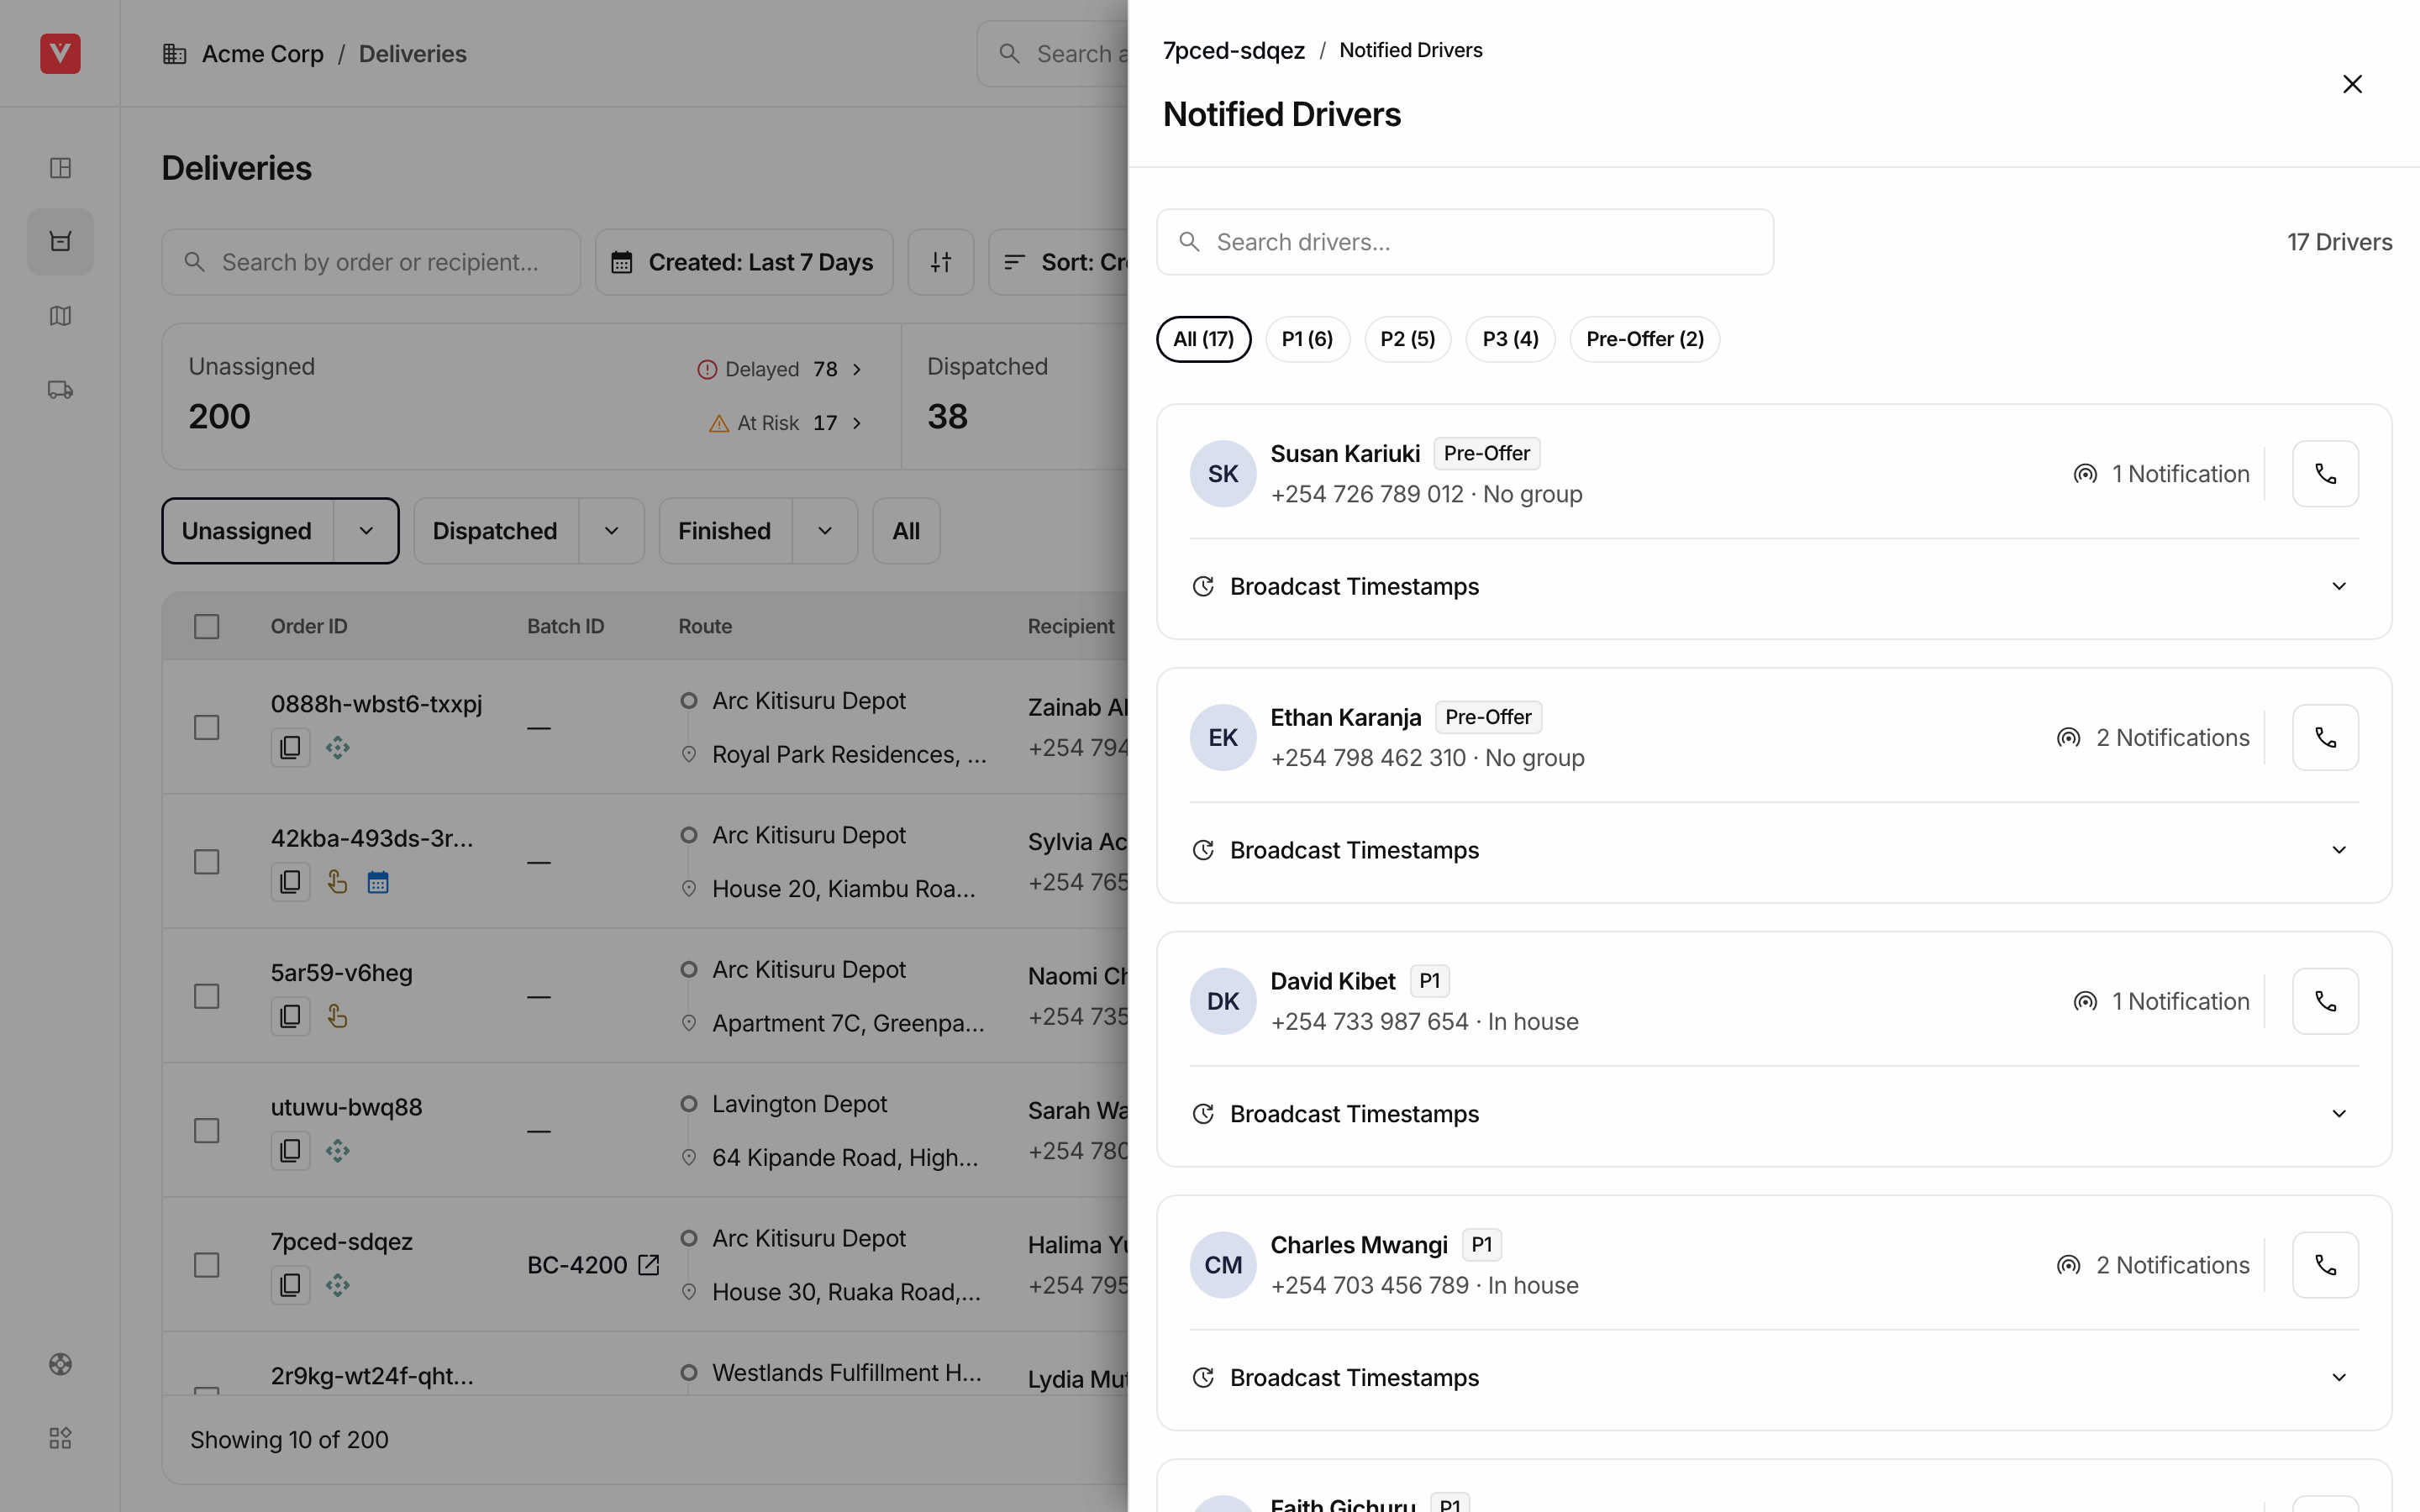 Acme Corp / Deliveries
Search a
Deliveries
Search by order or recipient...
Created: Last 7 Days
Sort: Cr
Unassigned
200
Delayed 78
At Risk 17
Dispatched
38
Unassigned
Dispatched
Finished
All
Order ID Batch ID Route Recipient
0888h-wbst6-txxpj
—
Arc Kitisuru Depot
Royal Park Residences, ...
Zainab Al
+254 794
42kba-493ds-3r...
—
Arc Kitisuru Depot
House 20, Kiambu Roa...
Sylvia Ac
+254 765
5ar59-v6heg
—
Arc Kitisuru Depot
Apartment 7C, Greenpa...
Naomi Ch
+254 735
utuwu-bwq88
—
Lavington Depot
64 Kipande Road, High...
Sarah Wa
+254 780
7pced-sdqez
BC-4200
Arc Kitisuru Depot
House 30, Ruaka Road,...
Halima Yu
+254 795
2r9kg-wt24f-qht...
Westlands Fulfillment H...
Lydia Mut
Showing 10 of 200
7pced-sdqez / Notified Drivers
Notified Drivers
Search drivers...
17 Drivers
All (17)
P1 (6)
P2 (5)
P3 (4)
Pre-Offer (2)
SK
Susan Kariuki Pre-Offer
+254 726 789 012 · No group
1 Notification
Broadcast Timestamps
EK
Ethan Karanja Pre-Offer
+254 798 462 310 · No group
2 Notifications
Broadcast Timestamps
DK
David Kibet P1
+254 733 987 654 · In house
1 Notification
Broadcast Timestamps
CM
Charles Mwangi P1
+254 703 456 789 · In house
2 Notifications
Broadcast Timestamps
Faith Gichuru P1